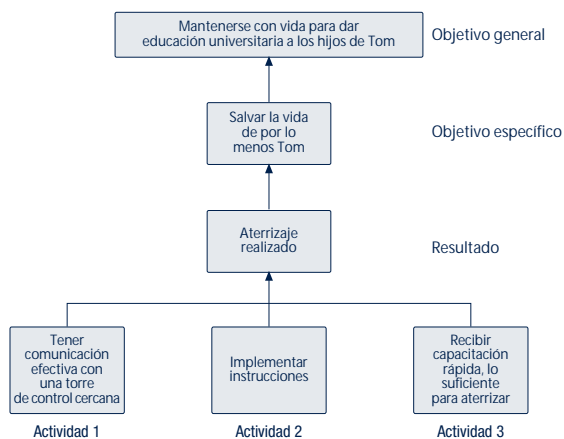 Mantenerse con vida para dar
educación universitaria a los hijos de Tom
Objetivo general
Salvar la vida
de por lo
menos Tom
Objetivo específico
Aterrizaje
realizado
Resultado
Tener
comunicación
efectiva con
una torre
de control cercana
Implementar
instrucciones
Recibir
capacitación
rápida, lo
suficiente
para aterrizar
Actividad 1
Actividad 2
Actividad 3